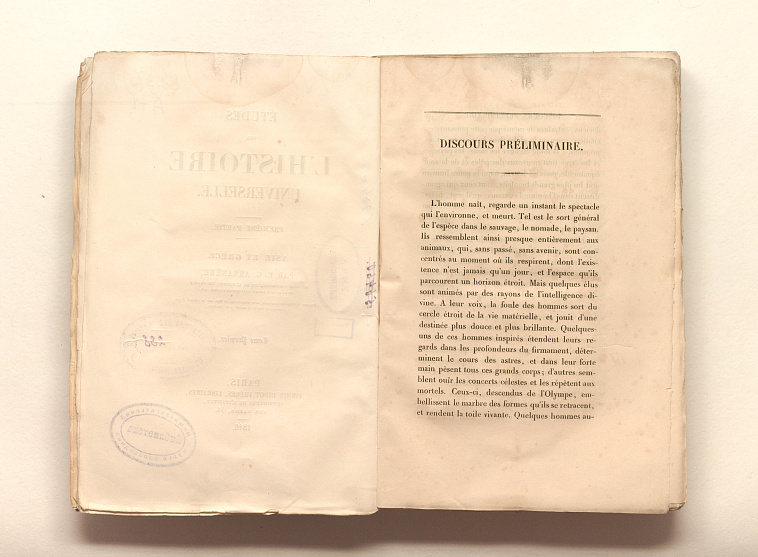 ÉTUDES
L'HISTOIRE
UNIVERSELLE.
PREMIÈRE PARTIE.
ASIE ET GRÈCE
PARIS,
1846
DISCOURS PRÉLIMINAIRE.
L'homme naît, regarde un instant le spectacle
qui l'environne, et meurt. Tel est le sort général
de l'espèce dans le sauvage, le nomade, le paysan.
Ils ressemblent ainsi presque entièrement aux
animaux, qui, sans passé, sans avenir, sont con-
centrés au moment où ils respirent, dont l'exis-
tence n'est jamais qu'un jour, et l'espace qu'ils
parcourent un horizon étroit. Mais quelques élus
sont animés par des rayons de l'intelligence di-
vine. A leur voix, la foule des hommes sort du
cercle étroit de la vie matérielle, et jouit d'une
destinée plus douce et plus brillante. Quelques-
uns de ces hommes inspirés étendent leurs re-
gards dans les profondeurs du firmament, déter-
minent le cours des astres, et dans leur forte
main pèsent tous ces grands corps; d'autres sem-
blent ouïr les concerts célestes et les répètent aux
mortels. Ceux-ci, descendus de l'Olympe, em-
bellissent le marbre des formes qu'ils se retracent,
et rendent la toile vivante. Quelques hommes au-